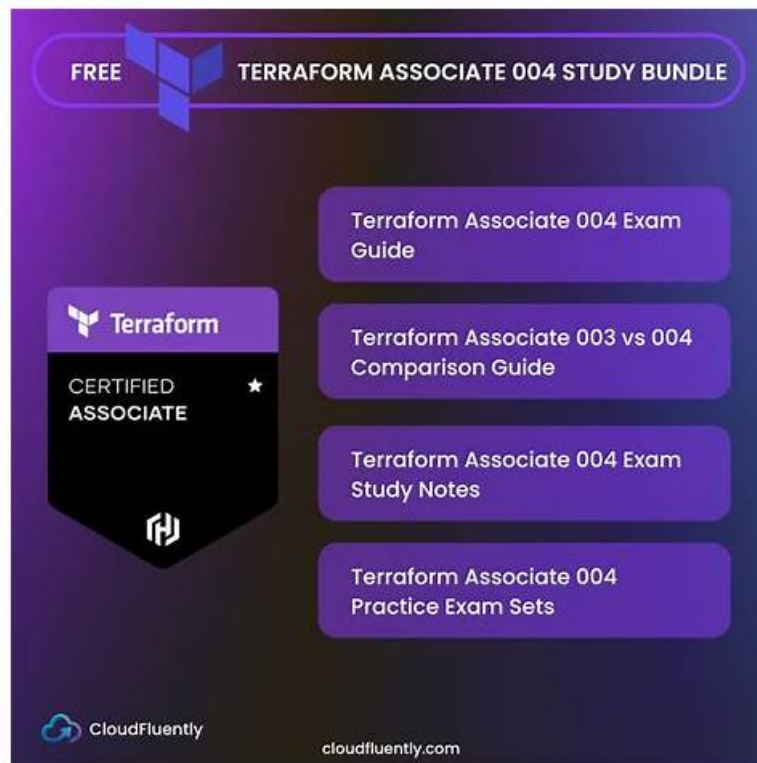 FREE TERRAFORM ASSOCIATE 004 STUDY BUNDLE
Terraform
CERTIFIED
ASSOCIATE
Terraform Associate 004 Exam
Guide
Terraform Associate 003 vs 004
Comparison Guide
Terraform Associate 004 Exam
Study Notes
Terraform Associate 004
Practice Exam Sets
CloudFluently
cloudfluently.com